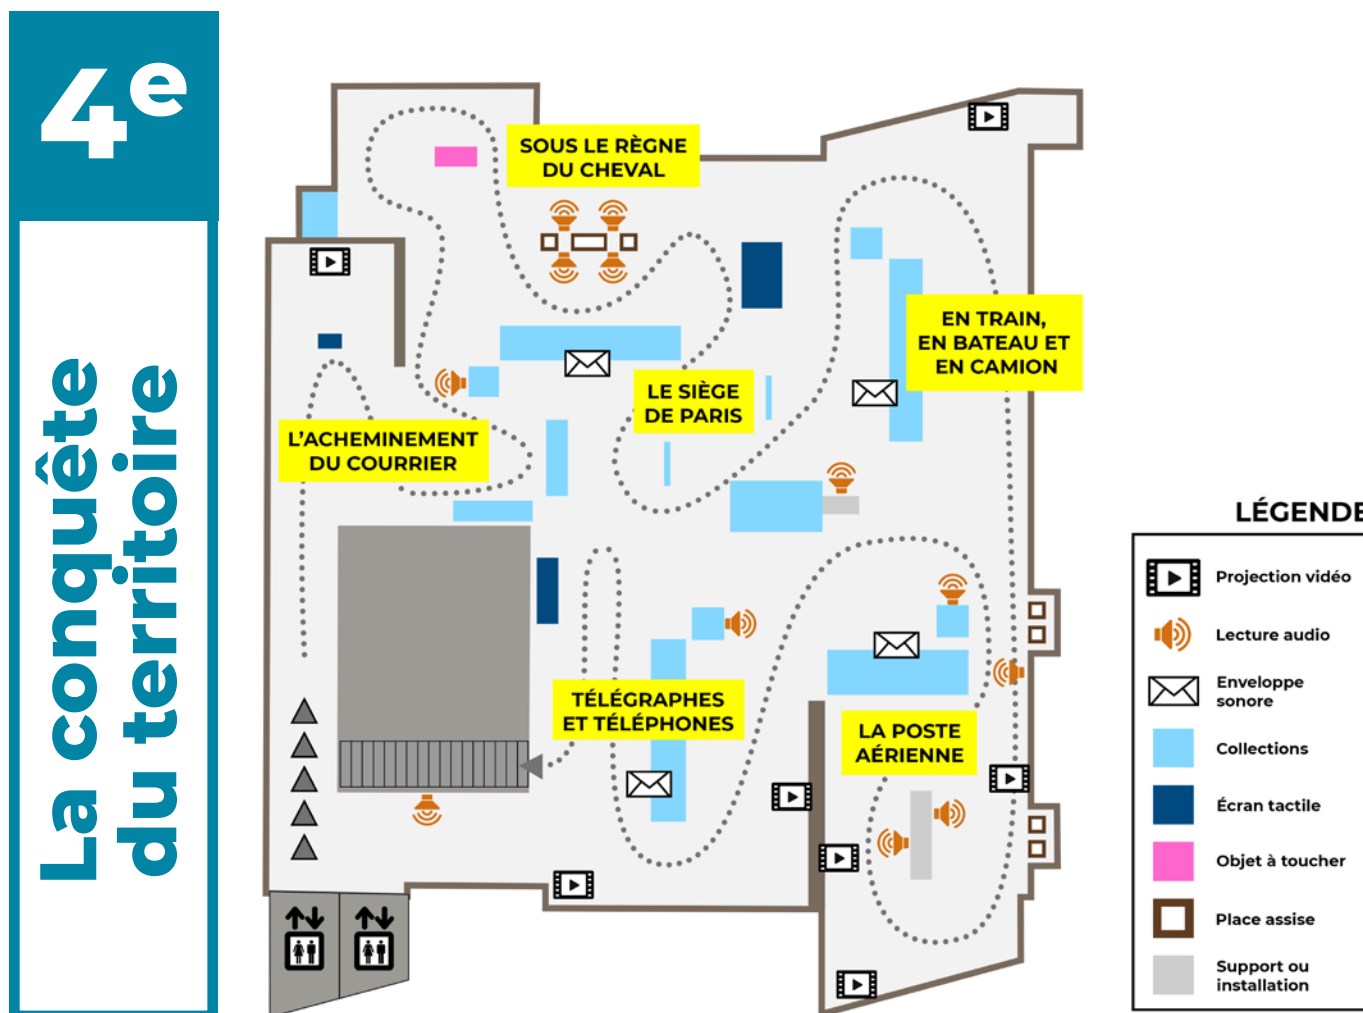 4e
La conquête
du territoire
SOUS LE RÈGNE
DU CHEVAL
EN TRAIN,
EN BATEAU ET
EN CAMION
LE SIÈGE
DE PARIS
L'ACHEMINEMENT
DU COURRIER
TÉLÉGRAPHES
ET TÉLÉPHONES
LA POSTE
AÉRIENNE
LÉGENDE
Projection vidéo
Lecture audio
Enveloppe
sonore
Collections
Écran tactile
Objet à toucher
Place assise
Support ou
installation